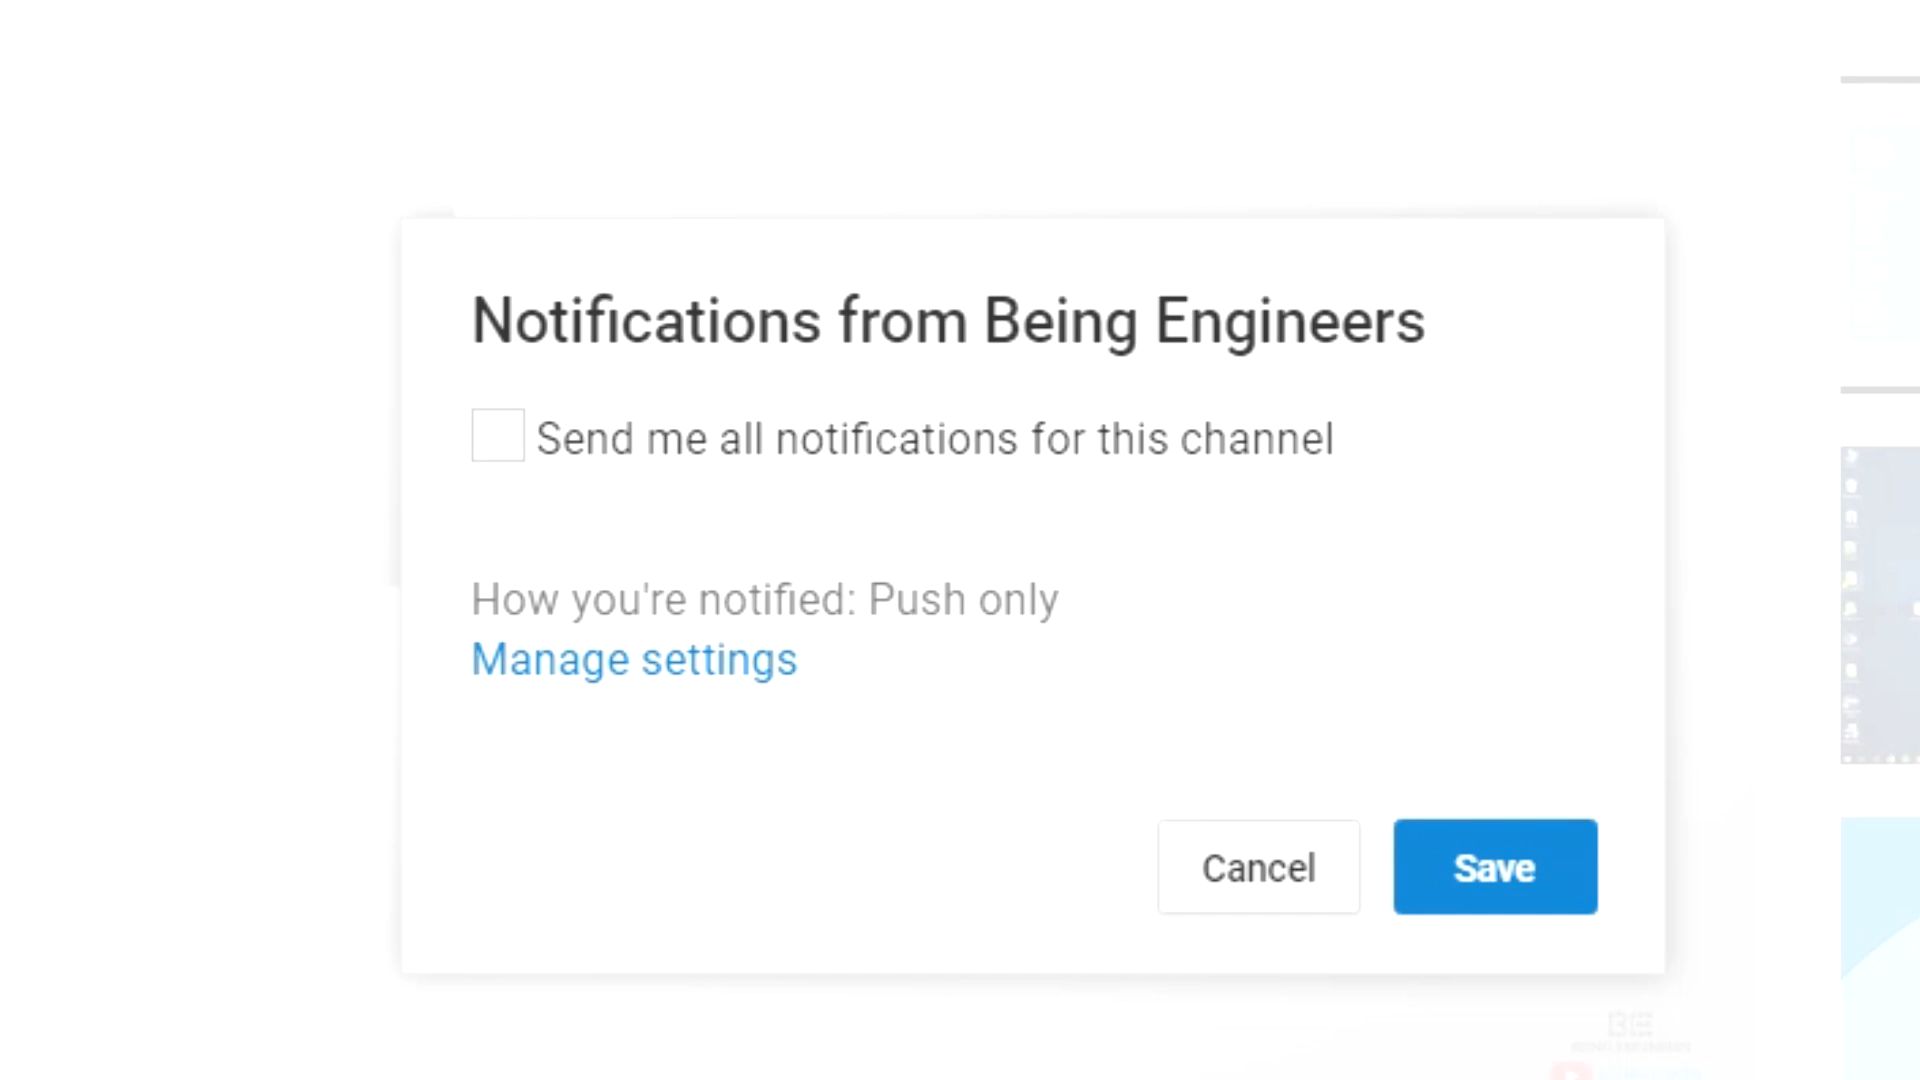 Notifications from Being Engineers
Send me all notifications for this channel
How you're notified: Push only
Manage settings
Cancel
Save
BE